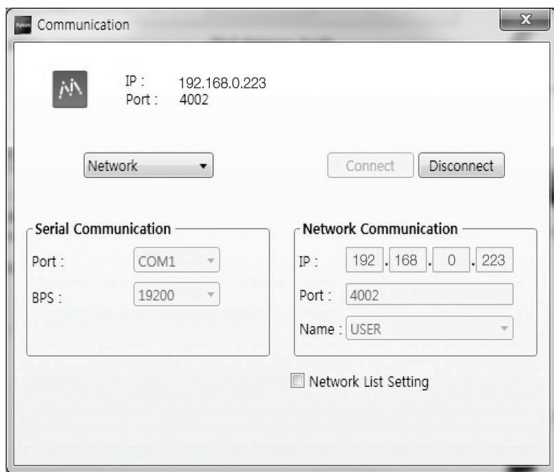 Communication
IP : 192.168.0.223
Port : 4002
Network
Connect Disconnect
Serial Communication
Port : COM1
BPS : 19200
Network Communication
IP : 192 . 168 . 0 . 223
Port : 4002
Name : USER
Network List Setting